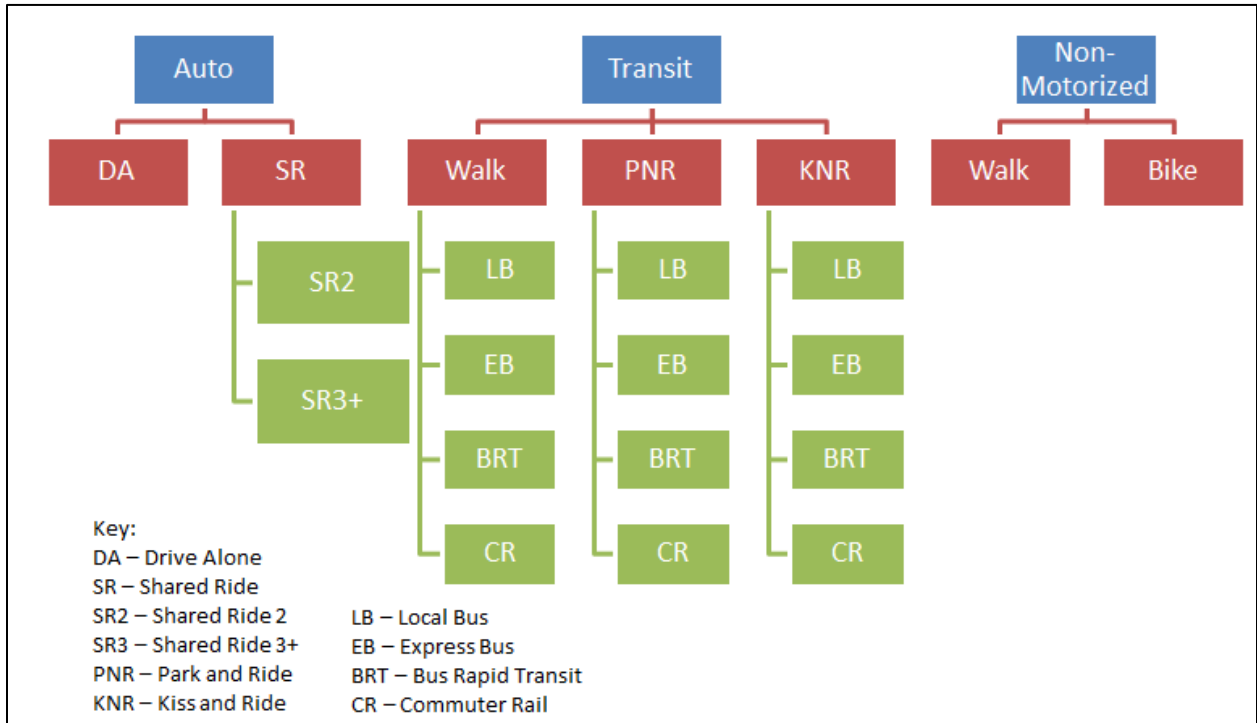 Auto
Transit
Non-
Motorized
DA
SR
Walk
PNR
KNR
Walk
Bike
SR2
SR3+
LB
EB
BRT
CR
LB
EB
BRT
CR
LB
EB
BRT
CR
Key:
DA – Drive Alone
SR – Shared Ride
SR2 – Shared Ride 2
SR3 – Shared Ride 3+
PNR – Park and Ride
KNR – Kiss and Ride
LB – Local Bus
EB – Express Bus
BRT – Bus Rapid Transit
CR – Commuter Rail